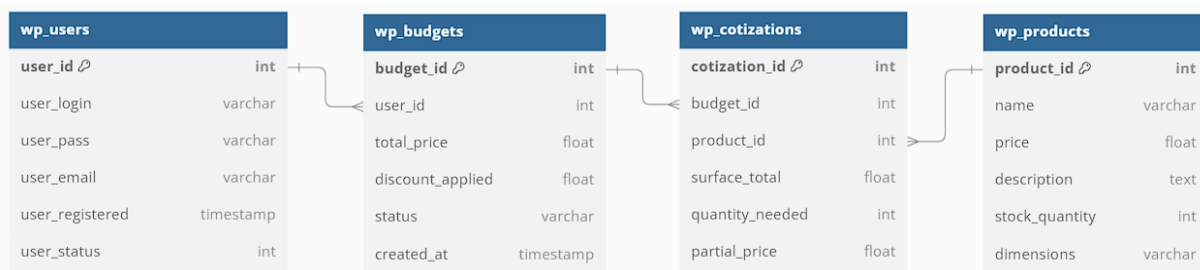 wp_users
user_id int
user_login varchar
user_pass varchar
user_email varchar
user_registered timestamp
user_status int
wp_budgets
budget_id int
user_id int
total_price float
discount_applied float
status varchar
created_at timestamp
wp_cotizations
cotization_id int
budget_id int
product_id int
surface_total float
quantity_needed int
partial_price float
wp_products
product_id int
name varchar
price float
description text
stock_quantity int
dimensions varchar